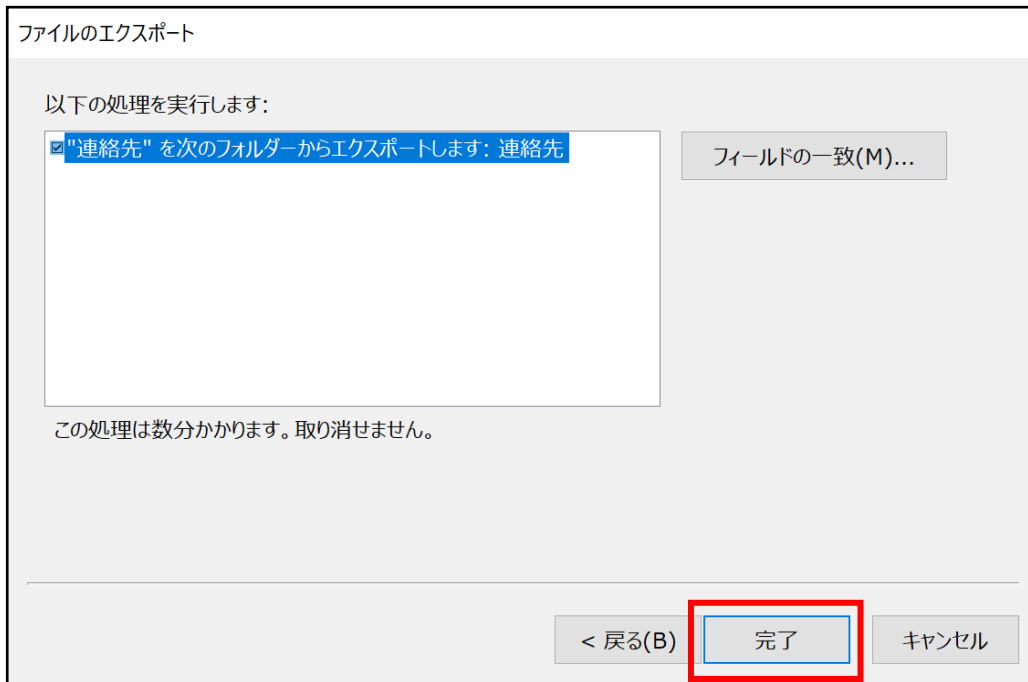 ファイルのエクスポート
以下の処理を実行します:
"連絡先" を次のフォルダーからエクスポートします: 連絡先
フィールドの一致(M)...
この処理は数分かかります。取り消せません。
< 戻る(B)
完了
キャンセル